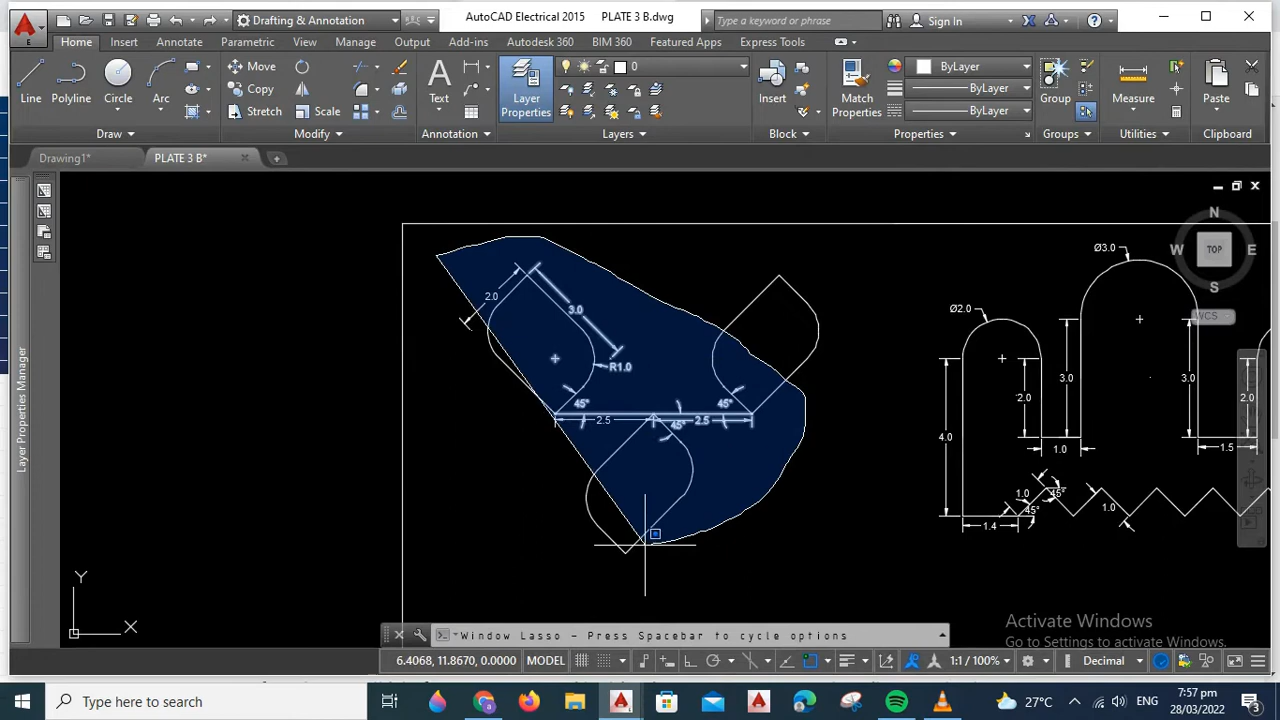 Drafting & Annotation
AutoCAD Electrical 2015 PLATE 3 B.dwg
Type a keyword or phrase
Sign In
E
Home Insert Annotate Parametric View Manage Output Add-ins Autodesk 360 BIM 360 Featured Apps Express Tools
Line
Polyline
Circle
Arc
Move
Copy
Stretch
Scale
Text
Layer
Properties
0
Insert
Match
Properties
ByLayer
ByLayer
ByLayer
Group
Measure
Paste
Draw
Modify
Annotation
Layers
Block
Properties
Groups
Utilities
Clipboard
Drawing1*
PLATE 3 B*
Layer Properties Manager
N
W
TOP
E
S
WCS
2.0
3.0
R1.0
45°
45°
45°
2.5
2.5
Ø2.0
Ø3.0
3.0
2.0
4.0
1.0
3.0
2.0
1.5
1.0
45°
45°
1.4
1.0
Y
X
Window Lasso - Press Spacebar to cycle options
Activate Windows
Go to Settings to activate Windows.
6.4068, 11.8670, 0.0000 MODEL
1:1 / 100%
Decimal
Type here to search
27°C
ENG
7:57 pm
28/03/2022
3